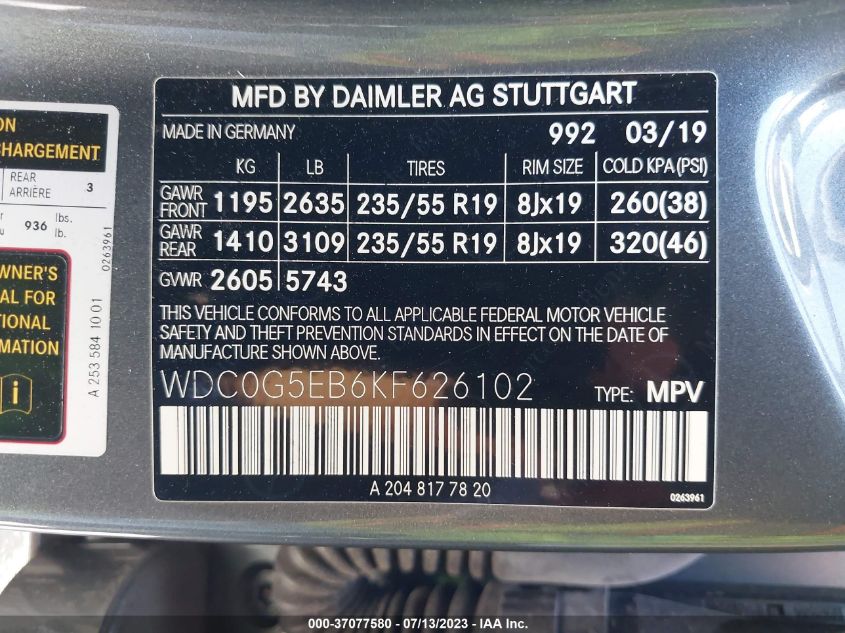 MFD BY DAIMLER AG STUTTGART
MADE IN GERMANY 992 03/19
KG LB TIRES RIM SIZE COLD KPA (PSI)
GAWR FRONT 1195 2635 235/55 R19 8Jx19 260(38)
GAWR REAR 1410 3109 235/55 R19 8Jx19 320(46)
GVWR 2605 5743
THIS VEHICLE CONFORMS TO ALL APPLICABLE FEDERAL MOTOR VEHICLE
SAFETY AND THEFT PREVENTION STANDARDS IN EFFECT ON THE DATE OF
MANUFACTURE SHOWN ABOVE.
WDC0G5EB6KF626102 TYPE: MPV
A 204 817 78 20
0263961
ON
CHARGEMENT
REAR
ARRIÈRE 3
936 lbs.
lb.
0263961
WNER'S
AL FOR
TIONAL
RMATION
A 253 584 10 01
000-37077580 - 07/13/2023 - IAA Inc.